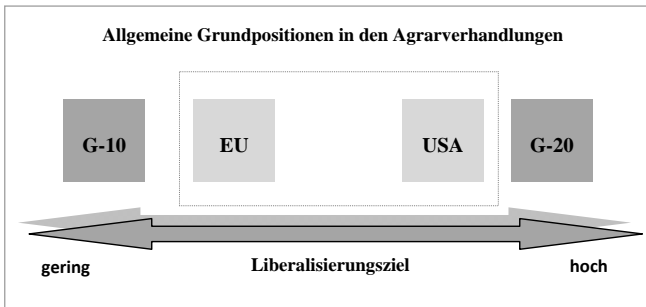 Allgemeine Grundpositionen in den Agrarverhandlungen
G-10 EU USA G-20
gering Liberalisierungsziel hoch